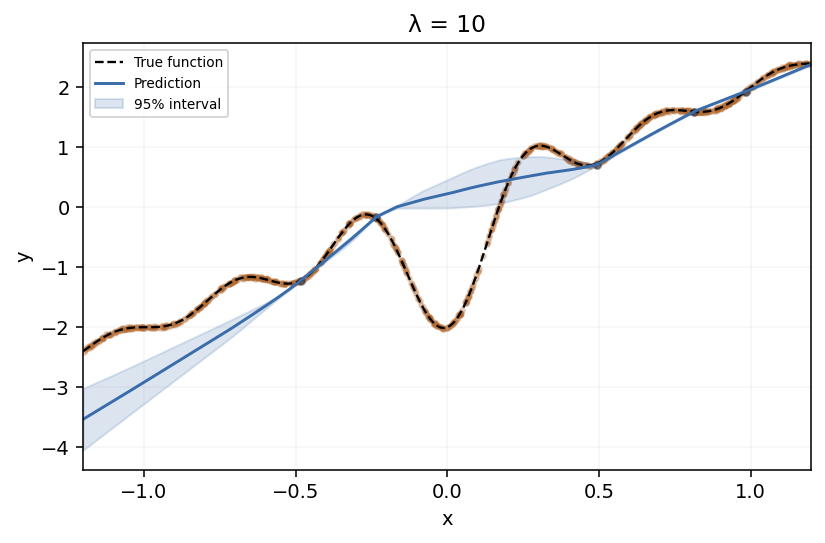 λ = 10
True function
Prediction
95% interval
y
2
1
0
−1
−2
−3
−4
−1.0 −0.5 0.0 0.5 1.0
x